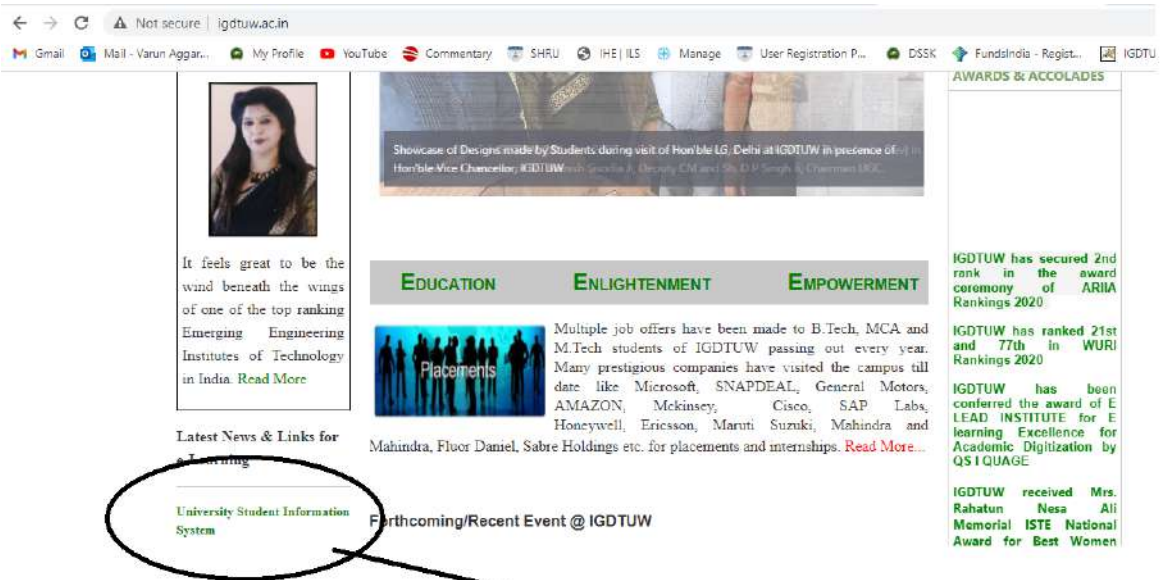 Not secure | igdtuw.ac.in
Gmail Mail - Varun Aggar... My Profile YouTube Commentary SHRU IHE | ILS Manage User Registration P... DSSK FundsIndia - Regist... IGDTU
It feels great to be the
wind beneath the wings
of one of the top ranking
Emerging Engineering
Institutes of Technology
in India. Read More
Latest News & Links for
e-Learning
University Student Information
System
Showcase of Designs made by Students during visit of Hon'ble LG, Delhi at IGDTUW in presence of
Hon'ble Vice Chancellor, IGDTUW
EDUCATION ENLIGHTENMENT EMPOWERMENT
Placements
Multiple job offers have been made to B.Tech, MCA and
M.Tech students of IGDTUW passing out every year.
Many prestigious companies have visited the campus till
date like Microsoft, SNAPDEAL, General Motors,
AMAZON, Mckinsey, Cisco, SAP Labs,
Honeywell, Ericsson, Maruti Suzuki, Mahindra and
Mahindra, Fluor Daniel, Sabre Holdings etc. for placements and internships. Read More...
Forthcoming/Recent Event @ IGDTUW
AWARDS & ACCOLADES
IGDTUW has secured 2nd
rank in the award
ceremony of ARIIA
Rankings 2020
IGDTUW has ranked 21st
and 77th in WURI
Rankings 2020
IGDTUW has been
conferred the award of E
LEAD INSTITUTE for E
learning Excellence for
Academic Digitization by
QS I QUAGE
IGDTUW received Mrs.
Rahatun Nesa Ali
Memorial ISTE National
Award for Best Women